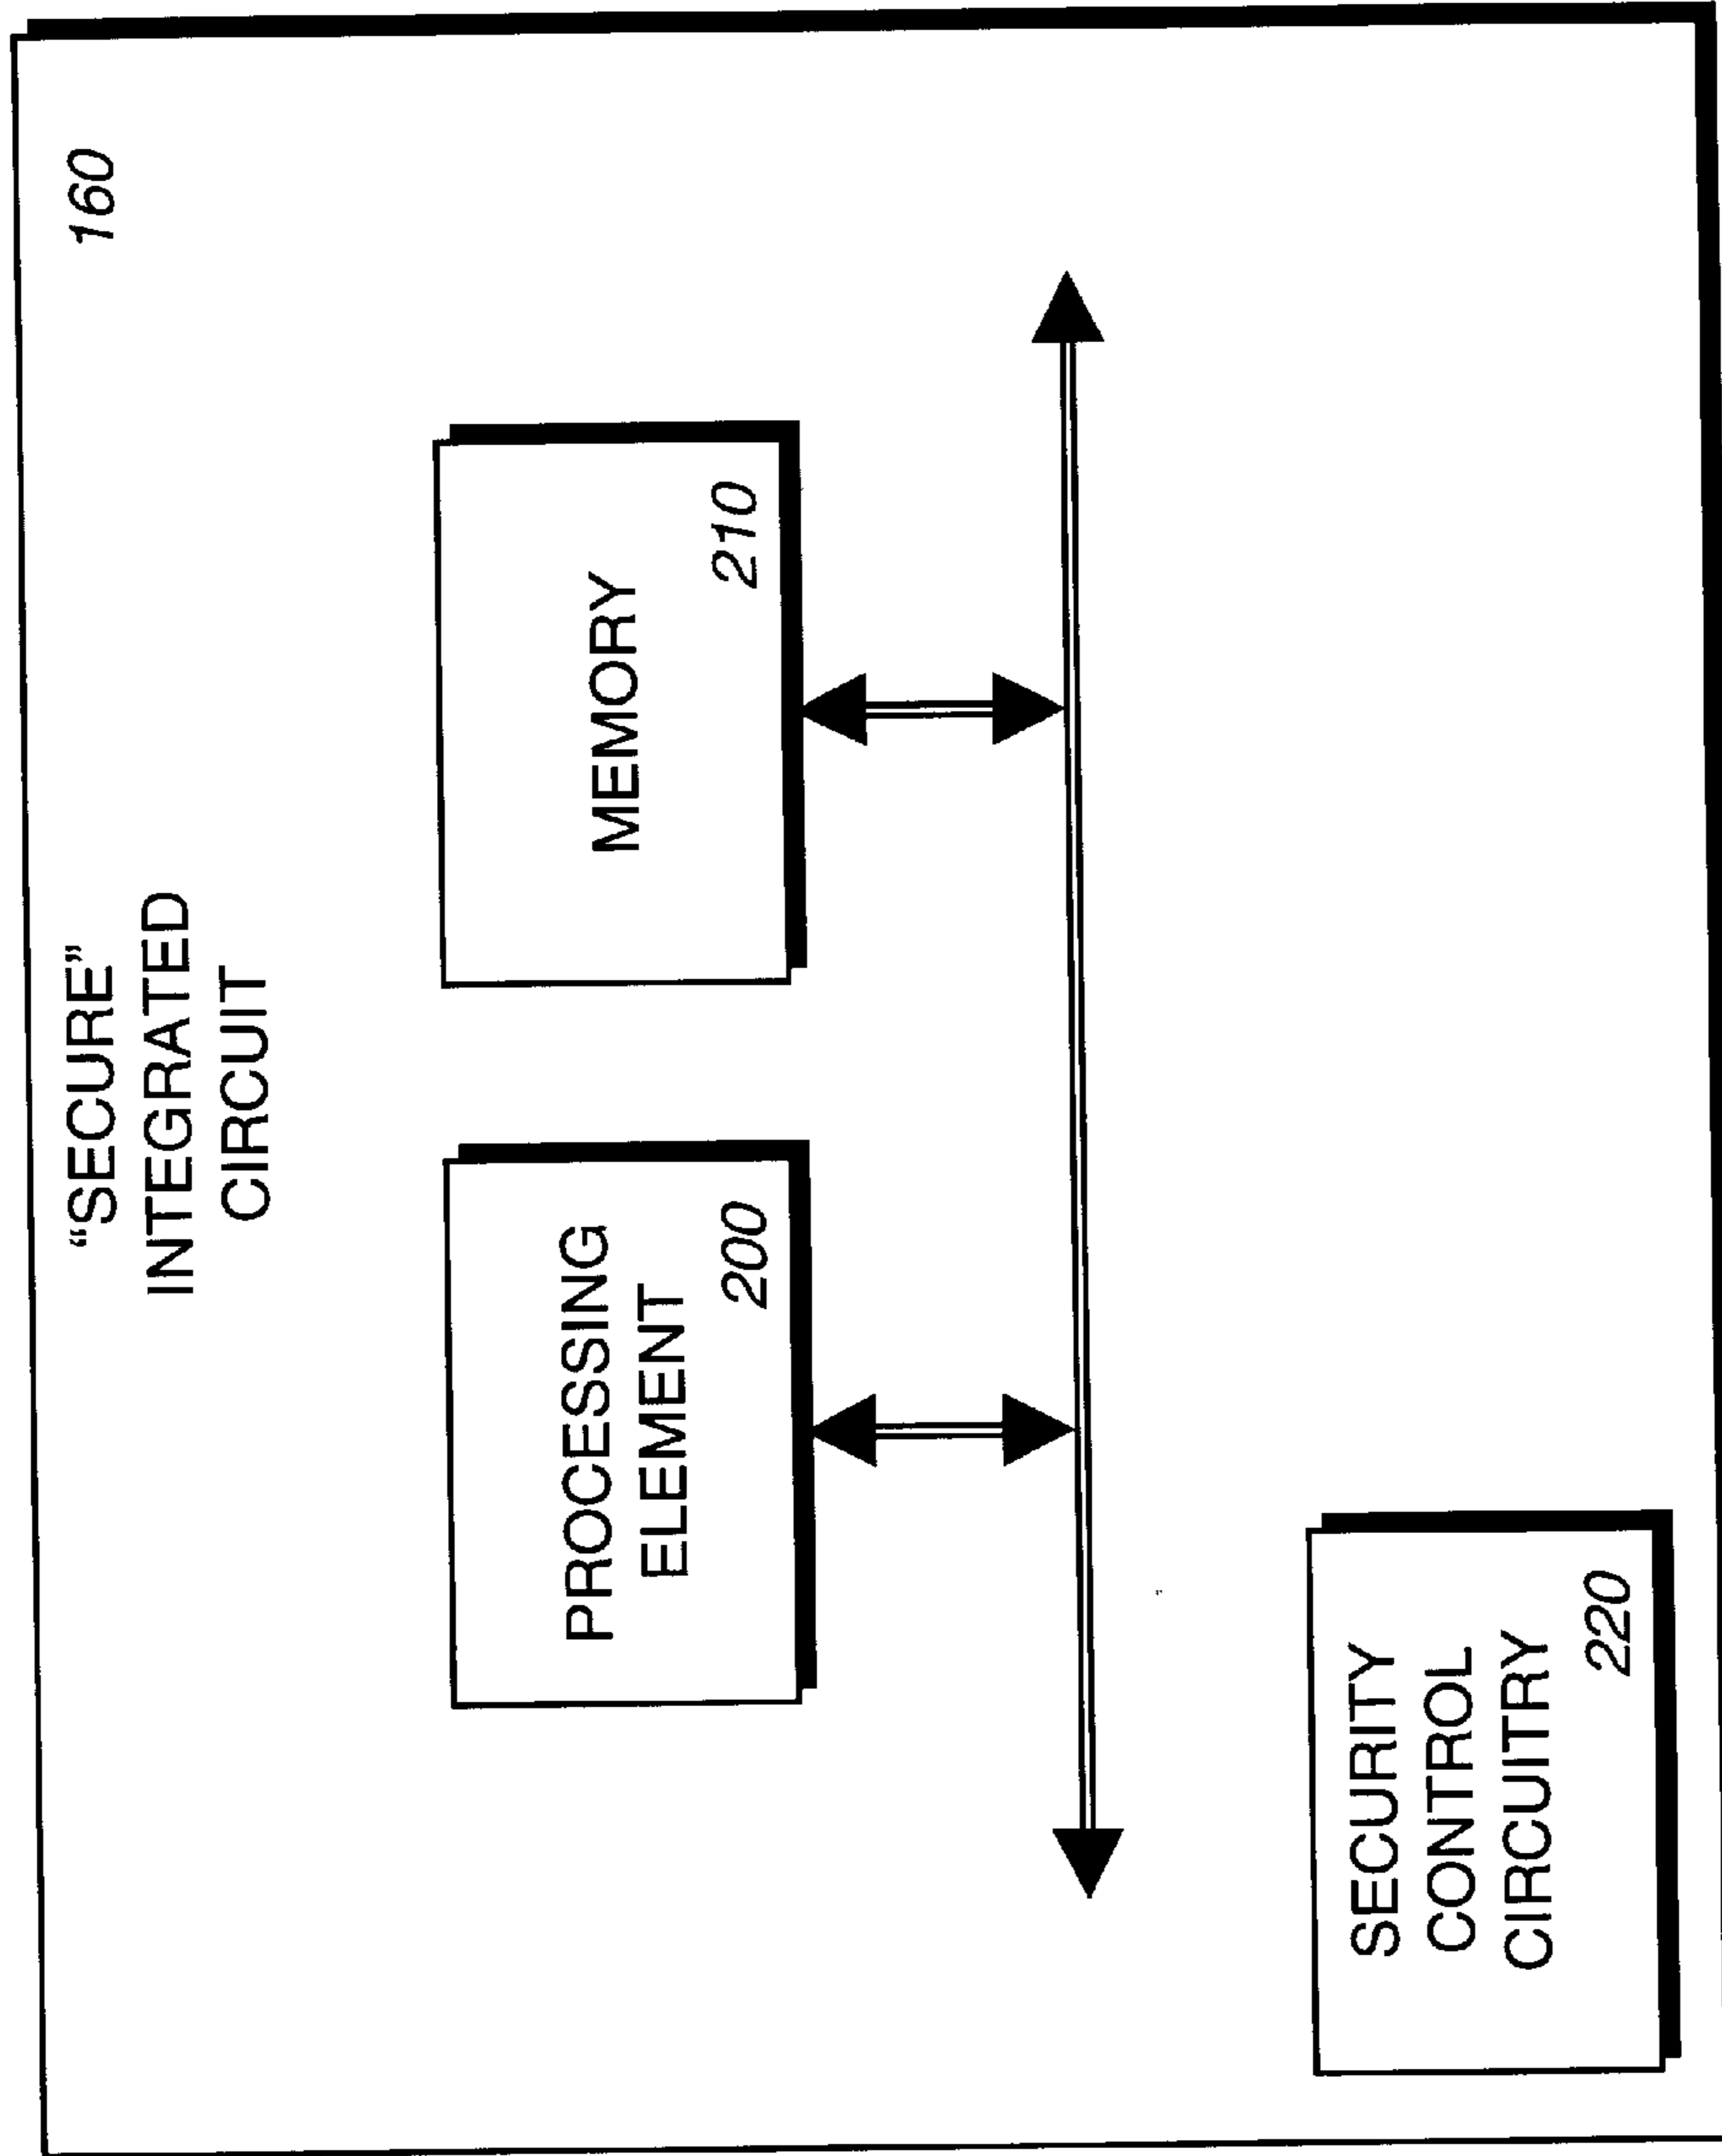 “SECURE”
INTEGRATED
CIRCUIT
160
PROCESSING
ELEMENT
200
MEMORY
210
SECURITY
CONTROL
CIRCUITRY
220